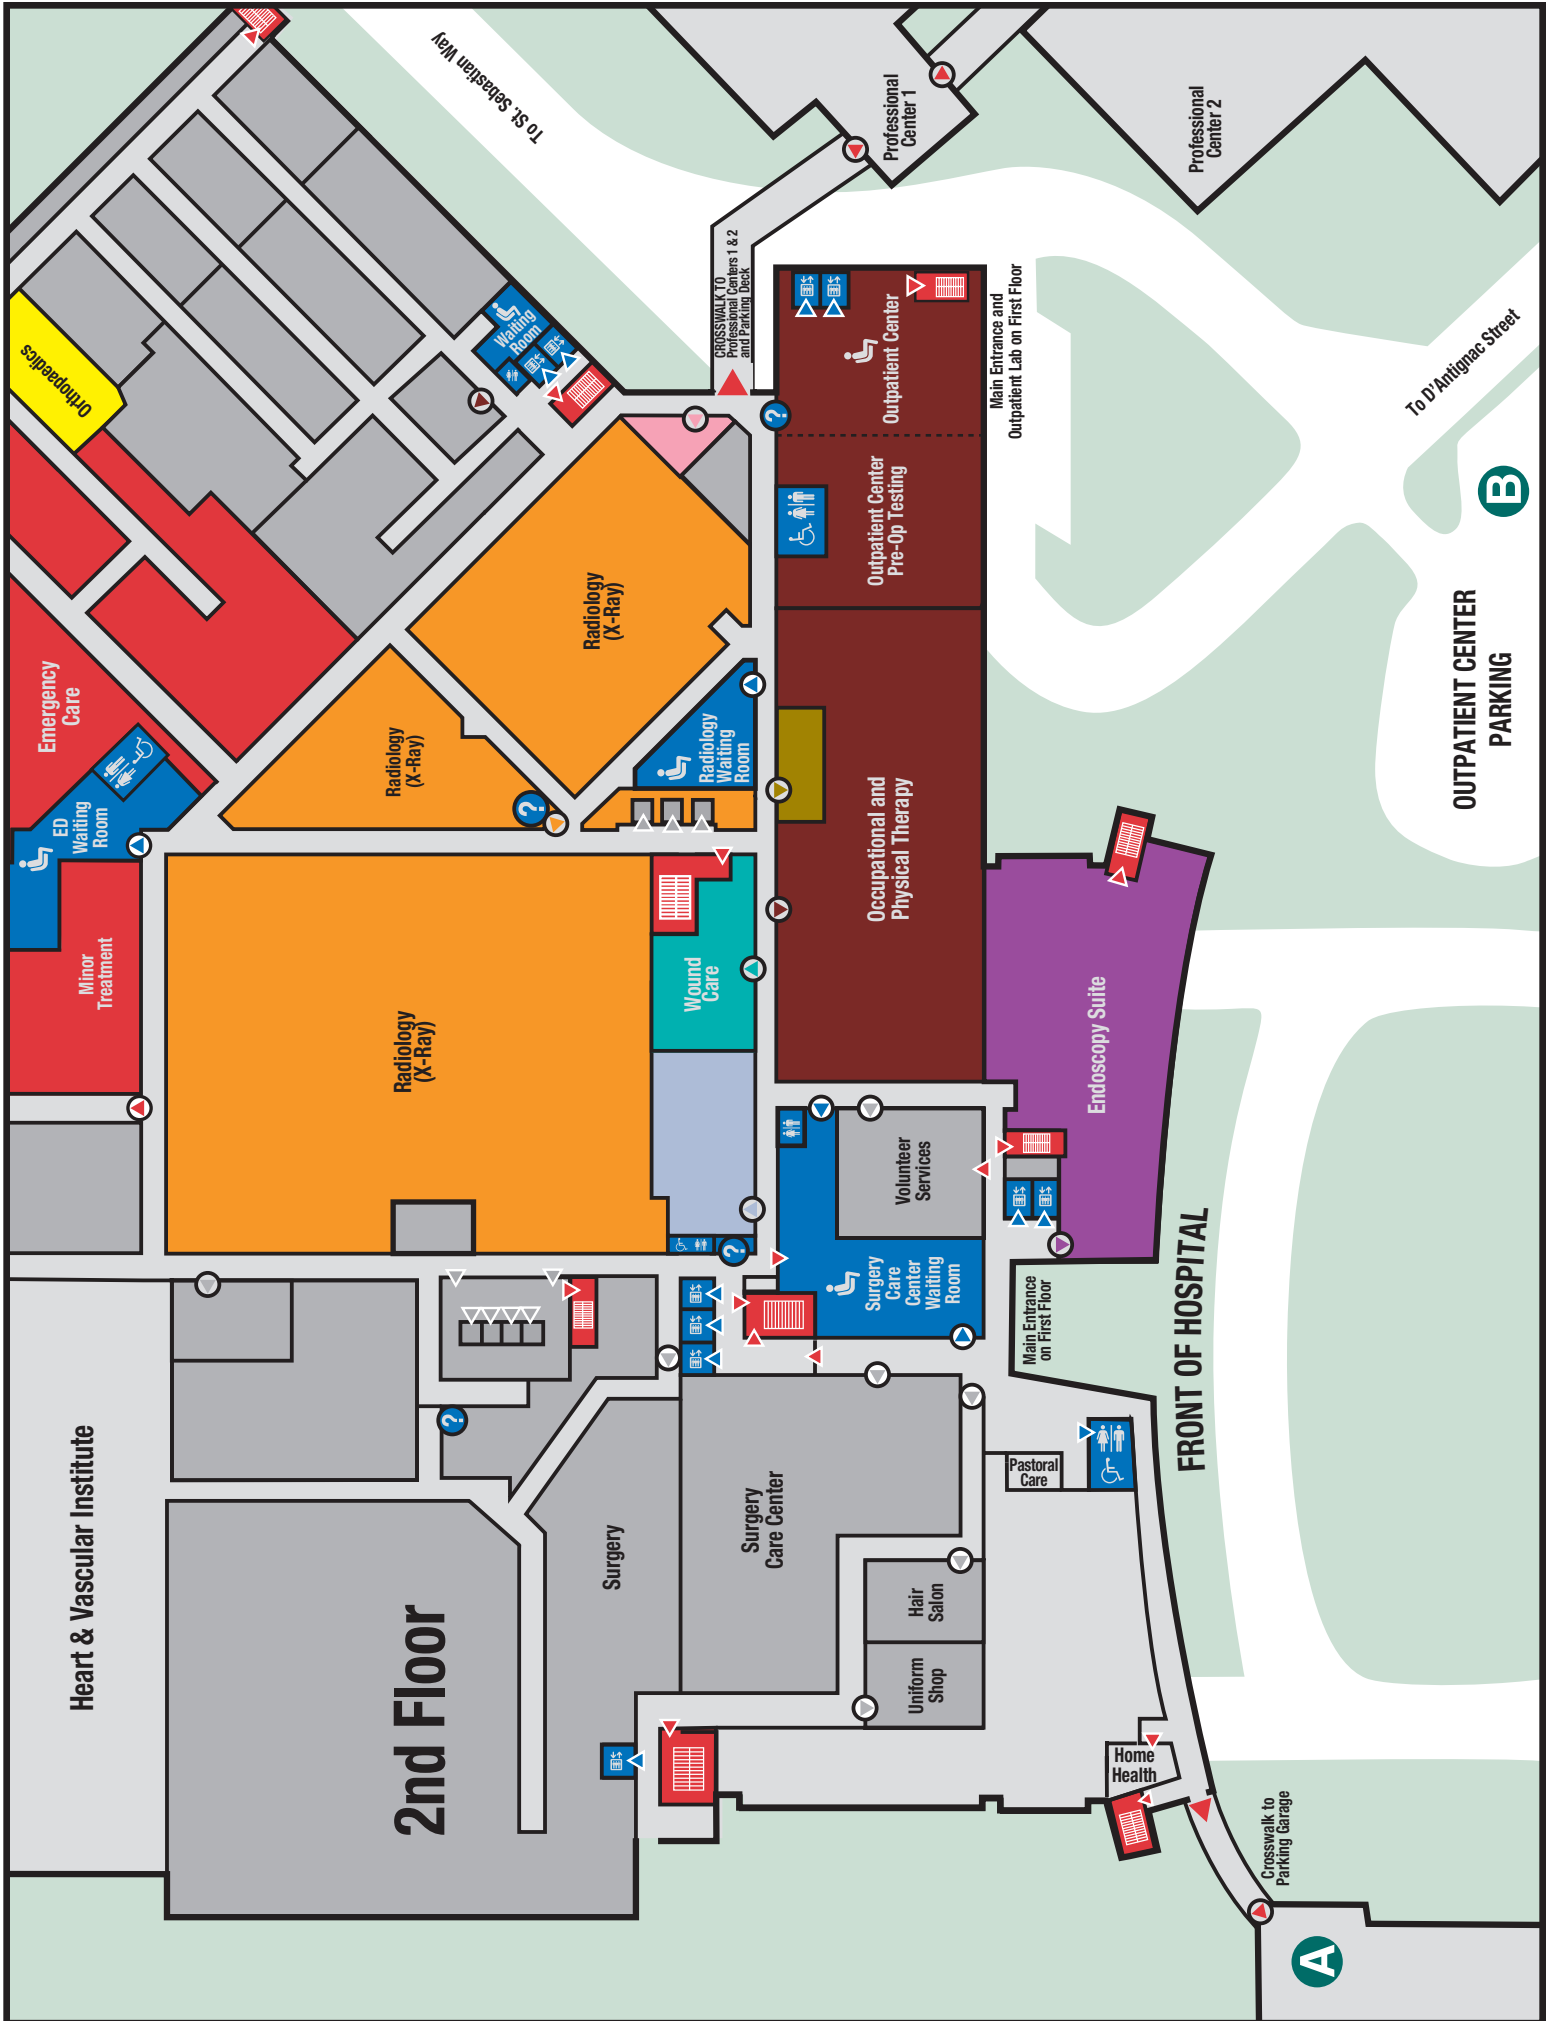 Heart & Vascular Institute
2nd Floor
Surgery
Surgery
Care Center
Hair
Salon
Uniform
Shop
Pastoral
Care
Home
Health
Crosswalk to
Parking Garage
A
FRONT OF HOSPITAL
Main Entrance
on First Floor
Surgery
Care
Center
Waiting
Room
Volunteer
Services
?
?
Minor
Treatment
ED
Waiting
Room
Emergency
Care
Radiology
(X-Ray)
Wound
Care
Endoscopy Suite
Occupational and
Physical Therapy
Radiology
(X-Ray)
?
Radiology
Waiting
Room
Radiology
(X-Ray)
Outpatient Center
Pre-Op Testing
Outpatient Center
?
Main Entrance and
Outpatient Lab on First Floor
OUTPATIENT CENTER
PARKING
B
To D'Antignac Street
Orthopaedics
Waiting
Room
CROSSWALK TO
Professional Centers 1 & 2
and Parking Deck
To St. Sebastian Way
Professional
Center 1
Professional
Center 2